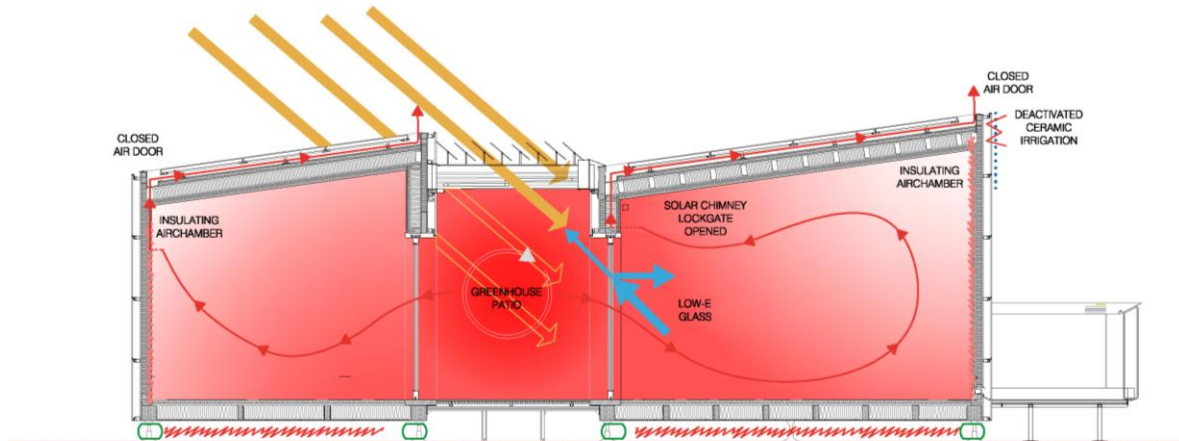 CLOSED
AIR DOOR
CLOSED
AIR DOOR
DEACTIVATED
CERAMIC
IRRIGATION
INSULATING
AIRCHAMBER
INSULATING
AIRCHAMBER
SOLAR CHIMNEY
LOCKGATE
OPENED
GREENHOUSE
PATIO
LOW-E
GLASS